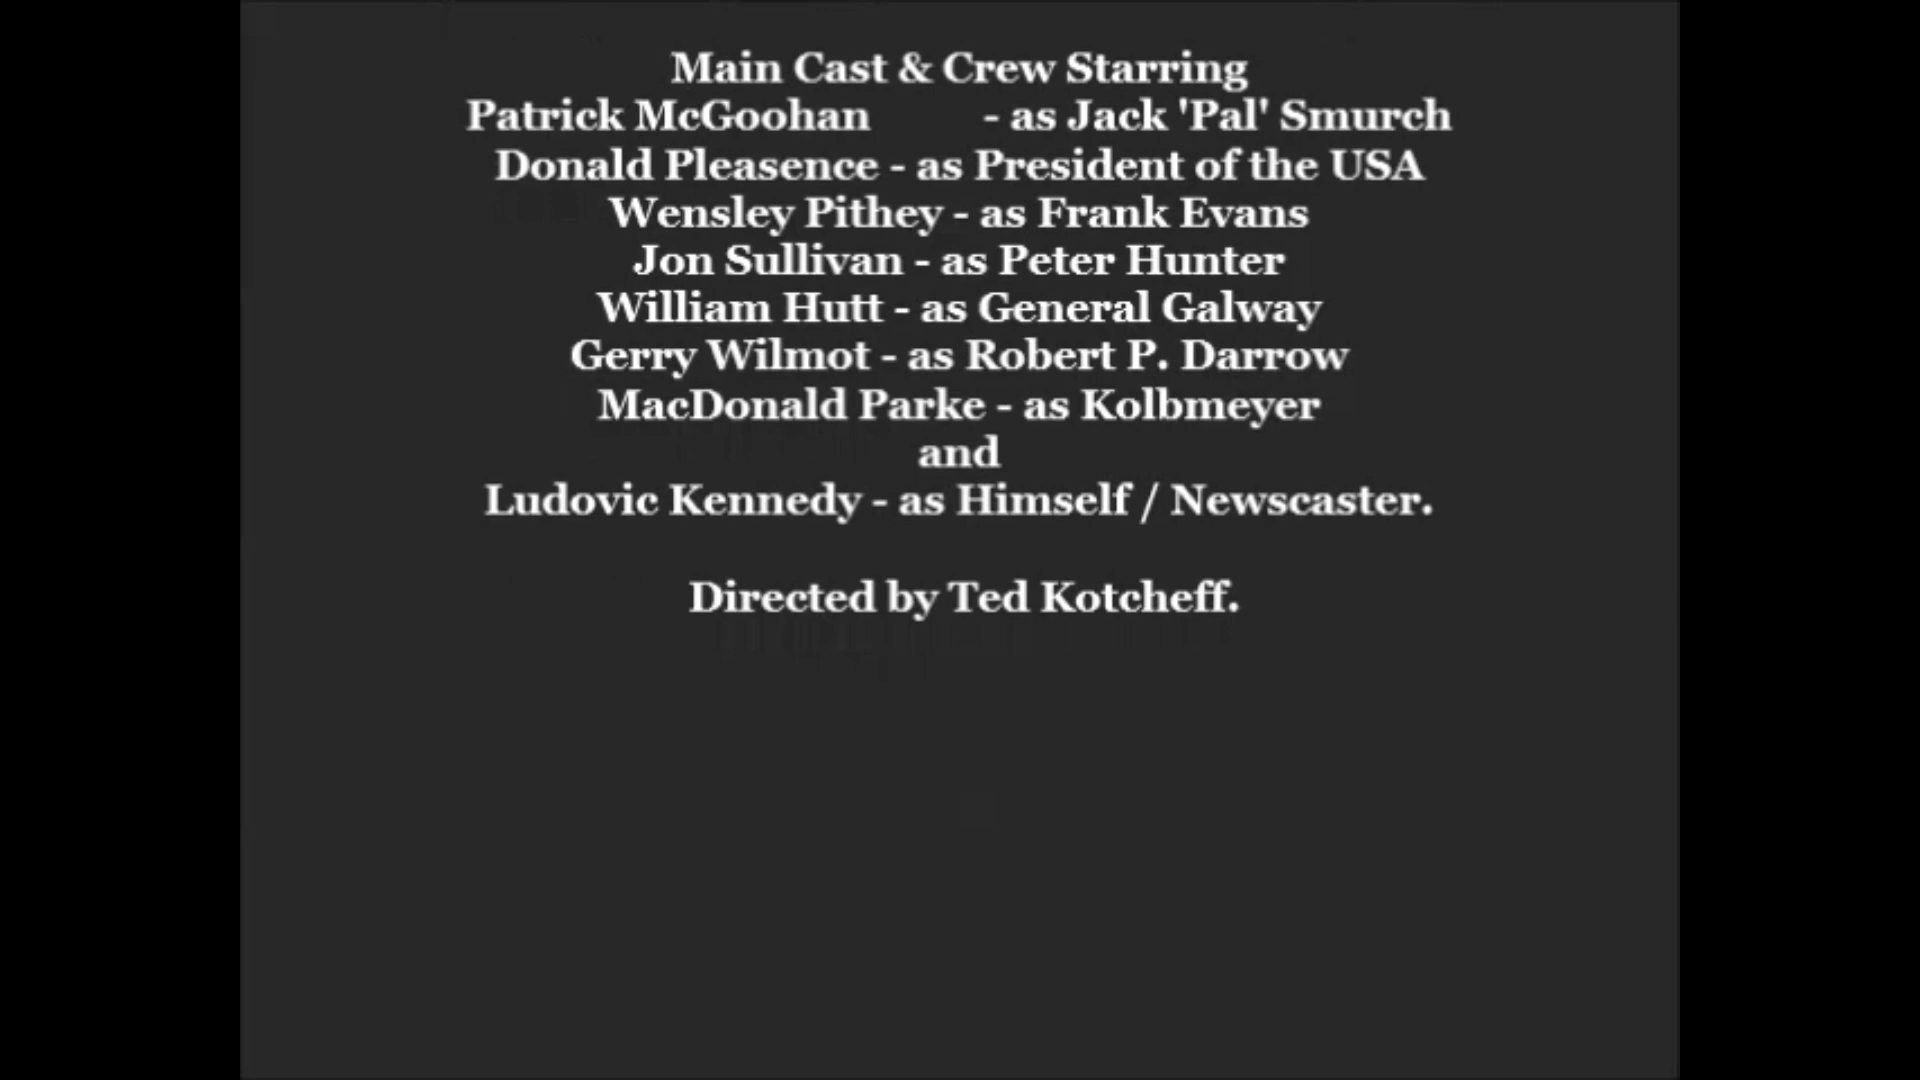 Main Cast & Crew Starring
Patrick McGoohan - as Jack 'Pal' Smurch
Donald Pleasence - as President of the USA
Wensley Pithey - as Frank Evans
Jon Sullivan - as Peter Hunter
William Hutt - as General Galway
Gerry Wilmot - as Robert P. Darrow
MacDonald Parke - as Kolbmeyer
and
Ludovic Kennedy - as Himself / Newscaster.
Directed by Ted Kotcheff.